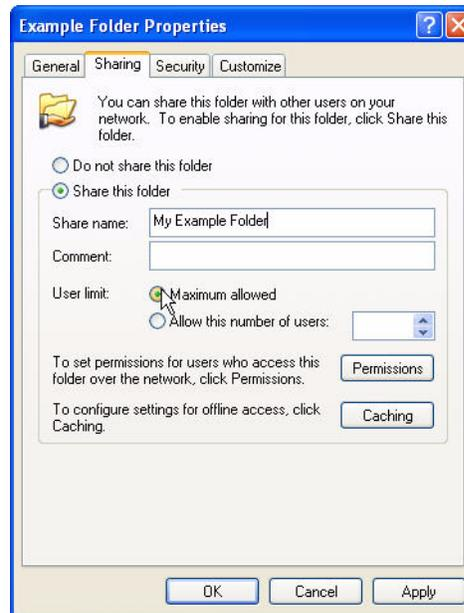 Example Folder Properties
General Sharing Security Customize
You can share this folder with other users on your
network. To enable sharing for this folder, click Share this
folder.
Do not share this folder
Share this folder
Share name: My Example Folder
Comment:
User limit: Maximum allowed
Allow this number of users:
To set permissions for users who access this
folder over the network, click Permissions.
Permissions
To configure settings for offline access, click
Caching.
Caching
OK Cancel Apply